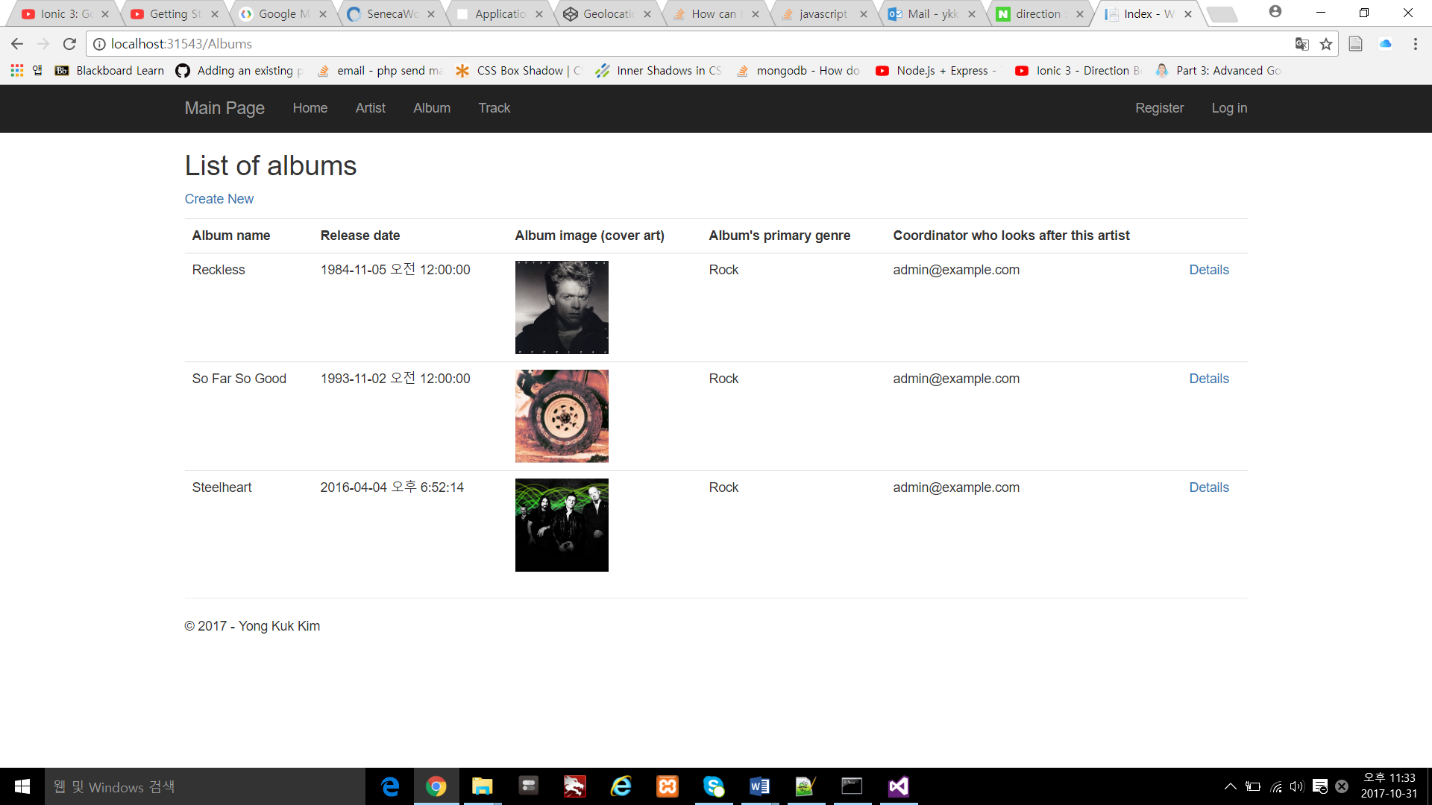 Ionic 3: Go
Getting St
Google M
SenecaWo
Applicatio
Geolocati
How can i
javascript
Mail - ykk
direction
Index - W
localhost:31543/Albums
Blackboard Learn
Adding an existing p
email - php send ma
CSS Box Shadow | C
Inner Shadows in CS
mongodb - How do
Node.js + Express -
Ionic 3 - Direction Be
Part 3: Advanced Go
Main Page Home Artist Album Track Register Log in
List of albums
Create New
Album name Release date Album image (cover art) Album's primary genre Coordinator who looks after this artist
Reckless 1984-11-05 오전 12:00:00 Rock admin@example.com Details
So Far So Good 1993-11-02 오전 12:00:00 Rock admin@example.com Details
Steelheart 2016-04-04 오후 6:52:14 Rock admin@example.com Details
© 2017 - Yong Kuk Kim
웹 및 Windows 검색
오후 11:33
2017-10-31